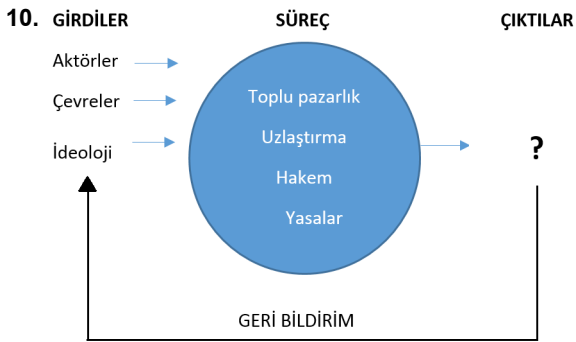 10. GİRDİLER SÜREÇ ÇIKTILAR
Aktörler
Çevreler
İdeoloji
Toplu pazarlık
Uzlaştırma
Hakem
Yasalar
?
GERİ BİLDİRİM